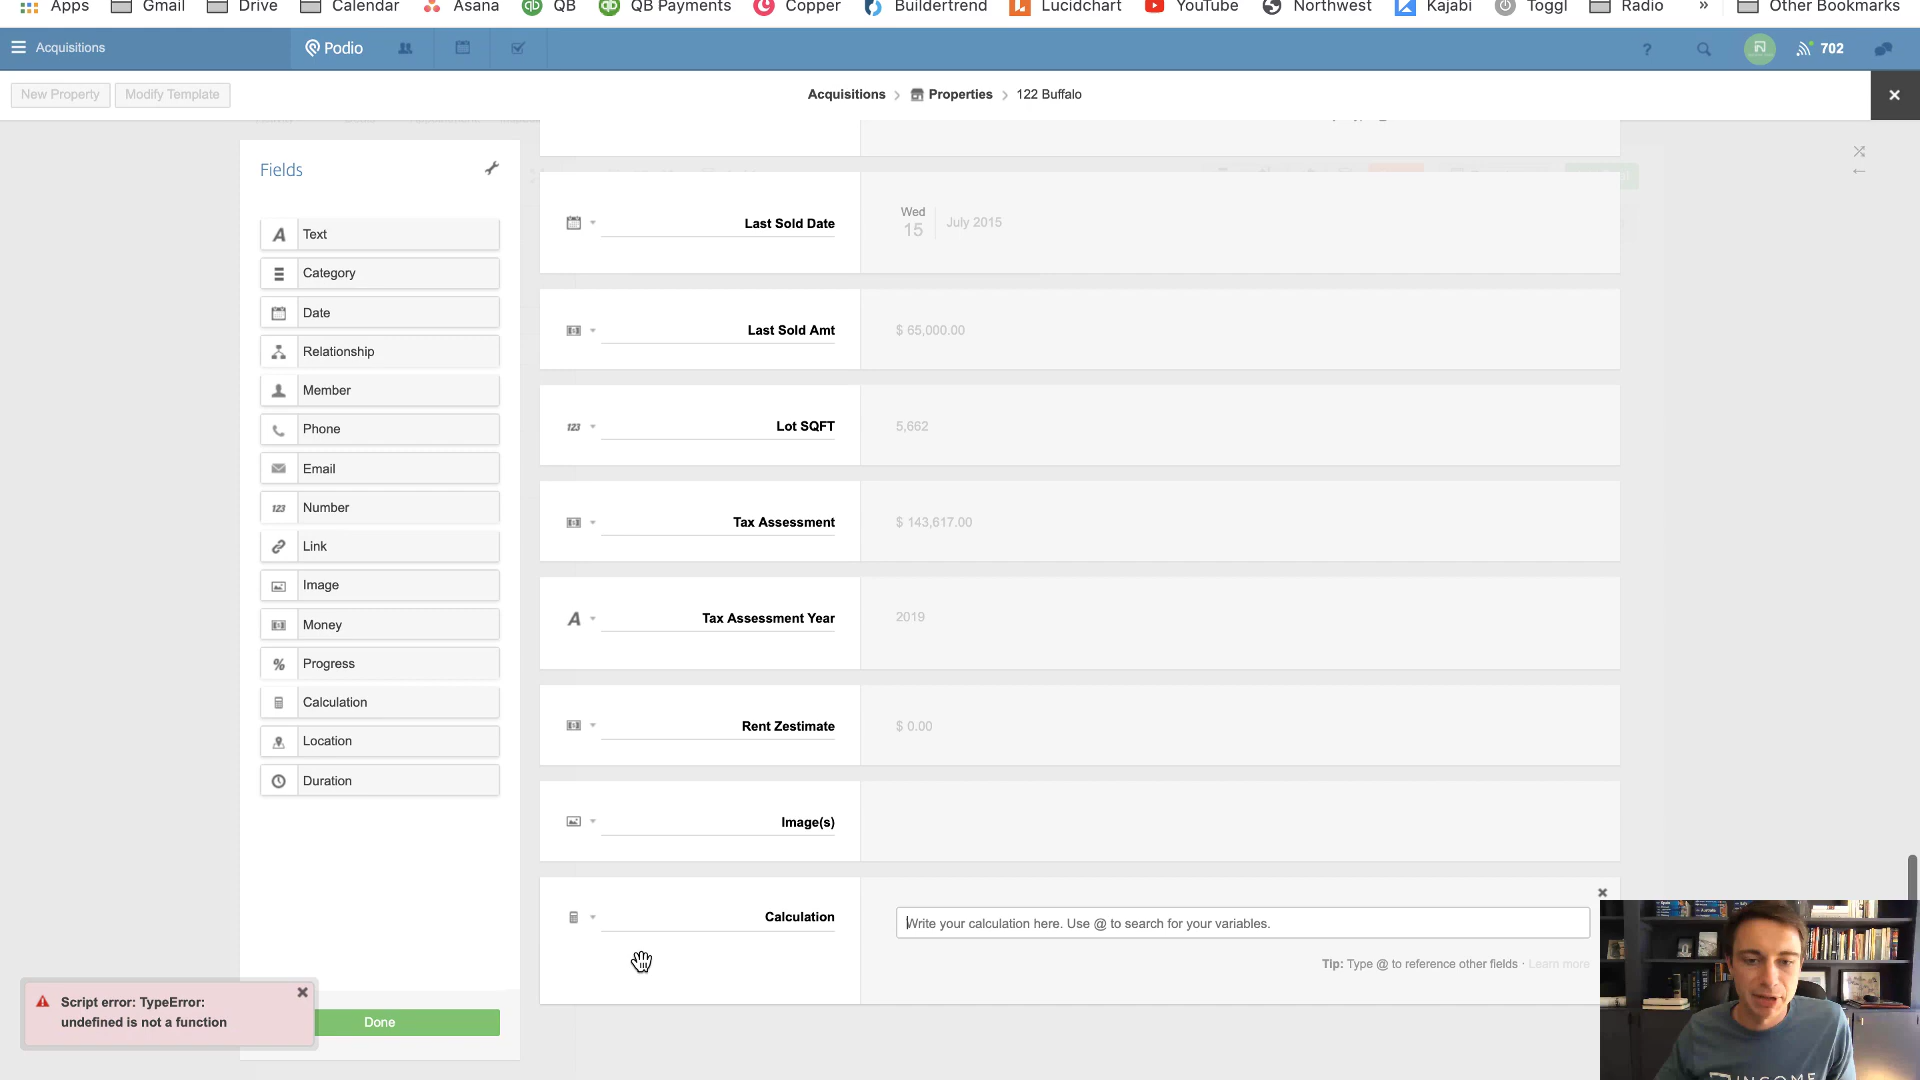 Apps Gmail Drive Calendar Asana QB QB Payments Copper Buildertrend Lucidchart YouTube Northwest Kajabi Toggl Radio » Other Bookmarks
Acquisitions Podio ? 702
New Property Modify Template Acquisitions Properties 122 Buffalo
Fields
Text
Category
Date
Relationship
Member
Phone
Email
Number
Link
Image
Money
Progress
Calculation
Location
Duration
Done
Last Sold Date Wed 15 July 2015
Last Sold Amt $ 65,000.00
Lot SQFT 5,662
Tax Assessment $ 143,617.00
Tax Assessment Year 2019
Rent Zestimate $ 0.00
Image(s)
Calculation Write your calculation here. Use @ to search for your variables.
Tip: Type @ to reference other fields · Learn more
Script error: TypeError:
undefined is not a function
INCOME